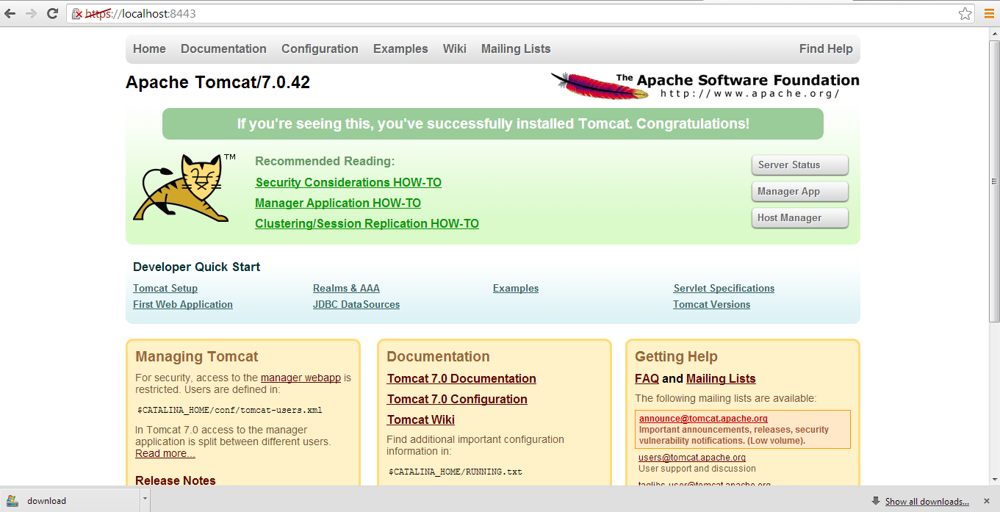 https://localhost:8443
Home Documentation Configuration Examples Wiki Mailing Lists Find Help
Apache Tomcat/7.0.42
The Apache Software Foundation
http://www.apache.org/
If you're seeing this, you've successfully installed Tomcat. Congratulations!
TM
Recommended Reading:
Security Considerations HOW-TO
Manager Application HOW-TO
Clustering/Session Replication HOW-TO
Server Status
Manager App
Host Manager
Developer Quick Start
Tomcat Setup
First Web Application
Realms & AAA
JDBC DataSources
Examples
Servlet Specifications
Tomcat Versions
Managing Tomcat
For security, access to the manager webapp is
restricted. Users are defined in:
$CATALINA_HOME/conf/tomcat-users.xml
In Tomcat 7.0 access to the manager
application is split between different users.
Read more...
Release Notes
Documentation
Tomcat 7.0 Documentation
Tomcat 7.0 Configuration
Tomcat Wiki
Find additional important configuration
information in:
$CATALINA_HOME/RUNNING.txt
Getting Help
FAQ and Mailing Lists
The following mailing lists are available:
announce@tomcat.apache.org
Important announcements, releases, security
vulnerability notifications. (Low volume).
users@tomcat.apache.org
User support and discussion
taglibs-user@tomcat.apache.org
download
Show all downloads...